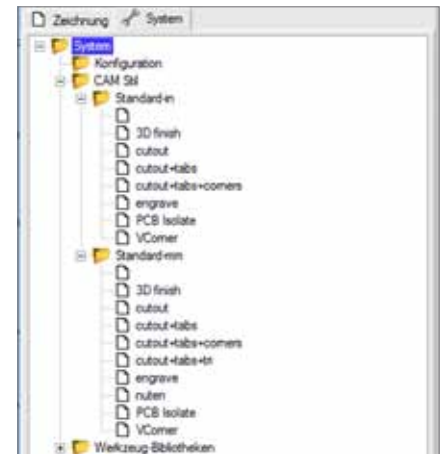 Zeichnung System
System
Konfiguration
CAM Stil
Standard-in
3D finish
cutout
cutout+tabs
cutout+tabs+corners
engrave
PCB Isolate
VCorner
Standard-mm
3D finish
cutout
cutout+tabs
cutout+tabs+corners
cutout+tabs+tri
engrave
nuten
PCB Isolate
VCorner
Werkzeug-Bibliotheken